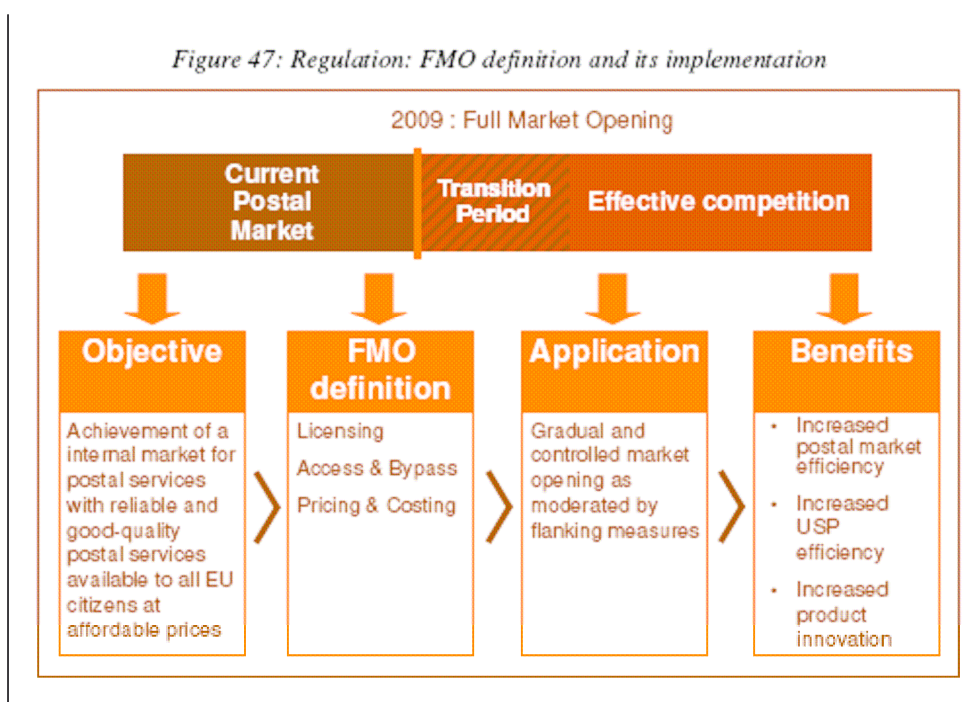 Figure 47: Regulation: FMO definition and its implementation
2009 : Full Market Opening
Current
Postal
Market
Transition
Period
Effective competition
Objective
Achievement of a
internal market for
postal services
with reliable and
good-quality
postal services
available to all EU
citizens at
affordable prices
FMO
definition
Licensing
Access & Bypass
Pricing & Costing
Application
Gradual and
controlled market
opening as
moderated by
flanking measures
Benefits
• Increased
postal market
efficiency
• Increased
USP
efficiency
• Increased
product
innovation